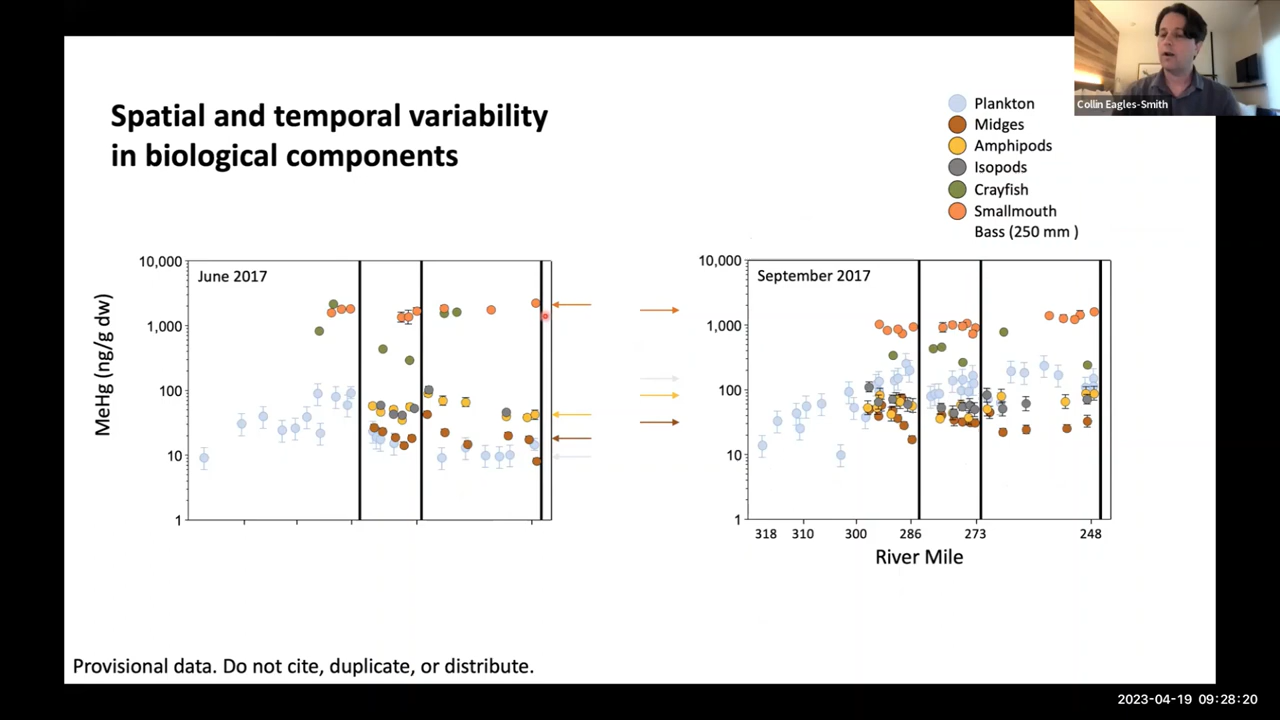 Collin Eagles-Smith
Spatial and temporal variability
in biological components
Plankton
Midges
Amphipods
Isopods
Crayfish
Smallmouth
Bass (250 mm )
MeHg (ng/g dw)
10,000
1,000
100
10
1
June 2017
10,000
1,000
100
10
1
September 2017
318 310 300 286 273 248
River Mile
Provisional data. Do not cite, duplicate, or distribute.
2023-04-19 09:28:20